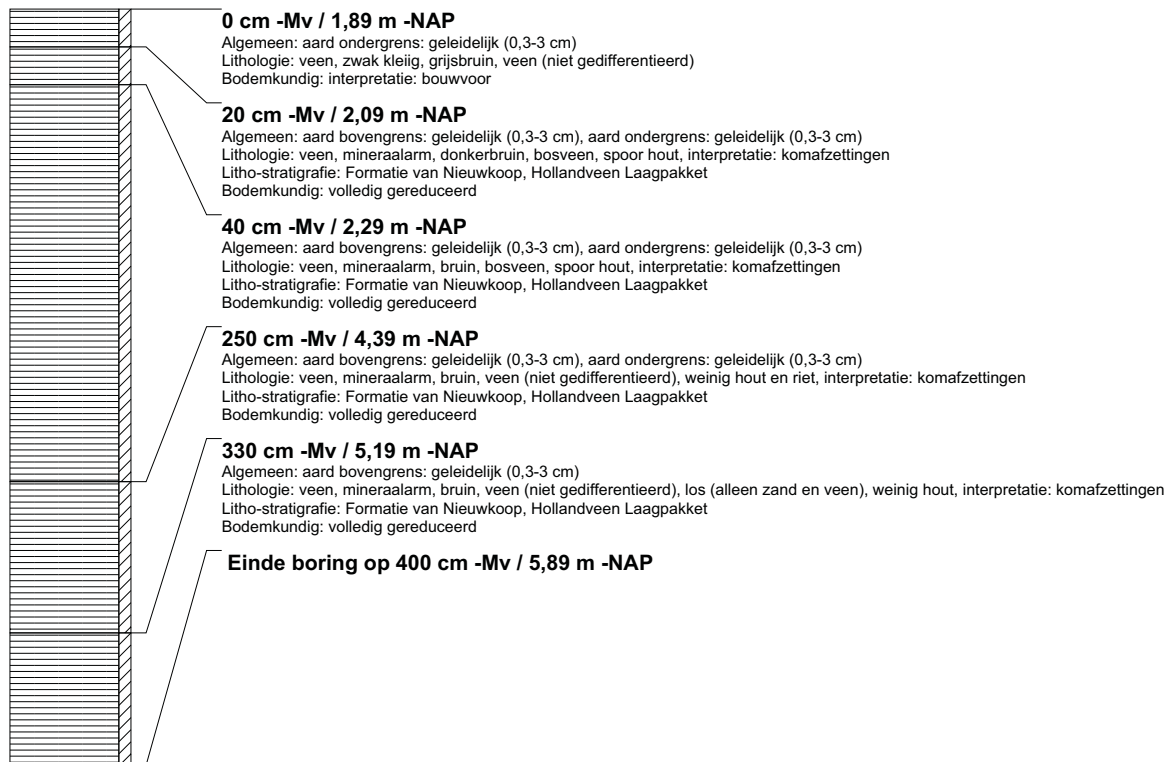 0 cm -Mv / 1,89 m -NAP
Algemeen: aard ondergrens: geleidelijk (0,3-3 cm)
Lithologie: veen, zwak kleiig, grijsbruin, veen (niet gedifferentieerd)
Bodemkundig: interpretatie: bouwvoor
20 cm -Mv / 2,09 m -NAP
Algemeen: aard bovengrens: geleidelijk (0,3-3 cm), aard ondergrens: geleidelijk (0,3-3 cm)
Lithologie: veen, mineraalarm, donkerbruin, bosveen, spoor hout, interpretatie: komafzettingen
Litho-stratigrafie: Formatie van Nieuwkoop, Hollandveen Laagpakket
Bodemkundig: volledig gereduceerd
40 cm -Mv / 2,29 m -NAP
Algemeen: aard bovengrens: geleidelijk (0,3-3 cm), aard ondergrens: geleidelijk (0,3-3 cm)
Lithologie: veen, mineraalarm, bruin, bosveen, spoor hout, interpretatie: komafzettingen
Litho-stratigrafie: Formatie van Nieuwkoop, Hollandveen Laagpakket
Bodemkundig: volledig gereduceerd
250 cm -Mv / 4,39 m -NAP
Algemeen: aard bovengrens: geleidelijk (0,3-3 cm), aard ondergrens: geleidelijk (0,3-3 cm)
Lithologie: veen, mineraalarm, bruin, veen (niet gedifferentieerd), weinig hout en riet, interpretatie: komafzettingen
Litho-stratigrafie: Formatie van Nieuwkoop, Hollandveen Laagpakket
Bodemkundig: volledig gereduceerd
330 cm -Mv / 5,19 m -NAP
Algemeen: aard bovengrens: geleidelijk (0,3-3 cm)
Lithologie: veen, mineraalarm, bruin, veen (niet gedifferentieerd), los (alleen zand en veen), weinig hout, interpretatie: komafzettingen
Litho-stratigrafie: Formatie van Nieuwkoop, Hollandveen Laagpakket
Bodemkundig: volledig gereduceerd
Einde boring op 400 cm -Mv / 5,89 m -NAP